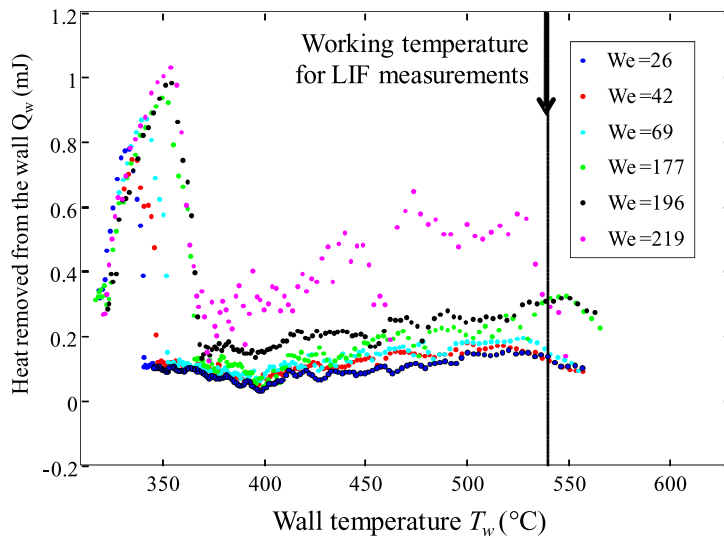 1.2
1
0.8
0.6
0.4
0.2
0
-0.2
Heat removed from the wall Q_w (mJ)
Working temperature
for LIF measurements
We=26
We=42
We=69
We=177
We=196
We=219
350 400 450 500 550 600
Wall temperature T_w (°C)